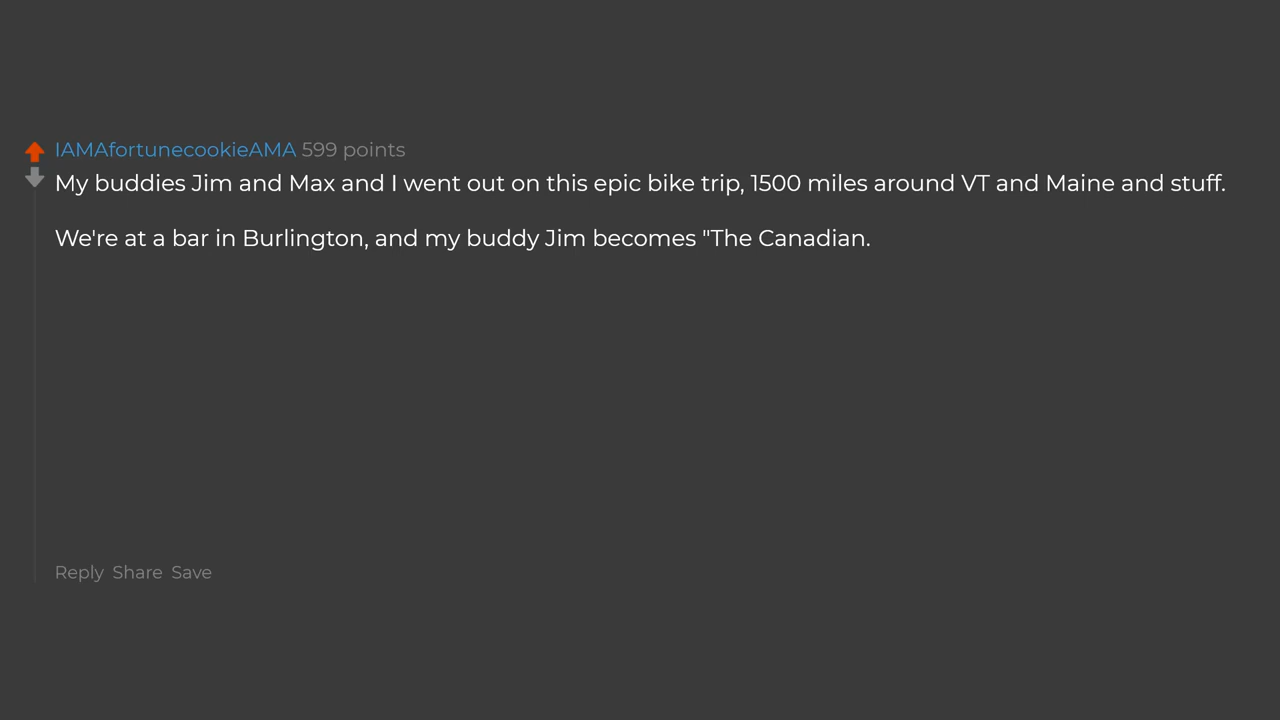 IAMAfortunecookieAMA 599 points
My buddies Jim and Max and I went out on this epic bike trip, 1500 miles around VT and Maine and stuff.
We're at a bar in Burlington, and my buddy Jim becomes "The Canadian.
Reply Share Save